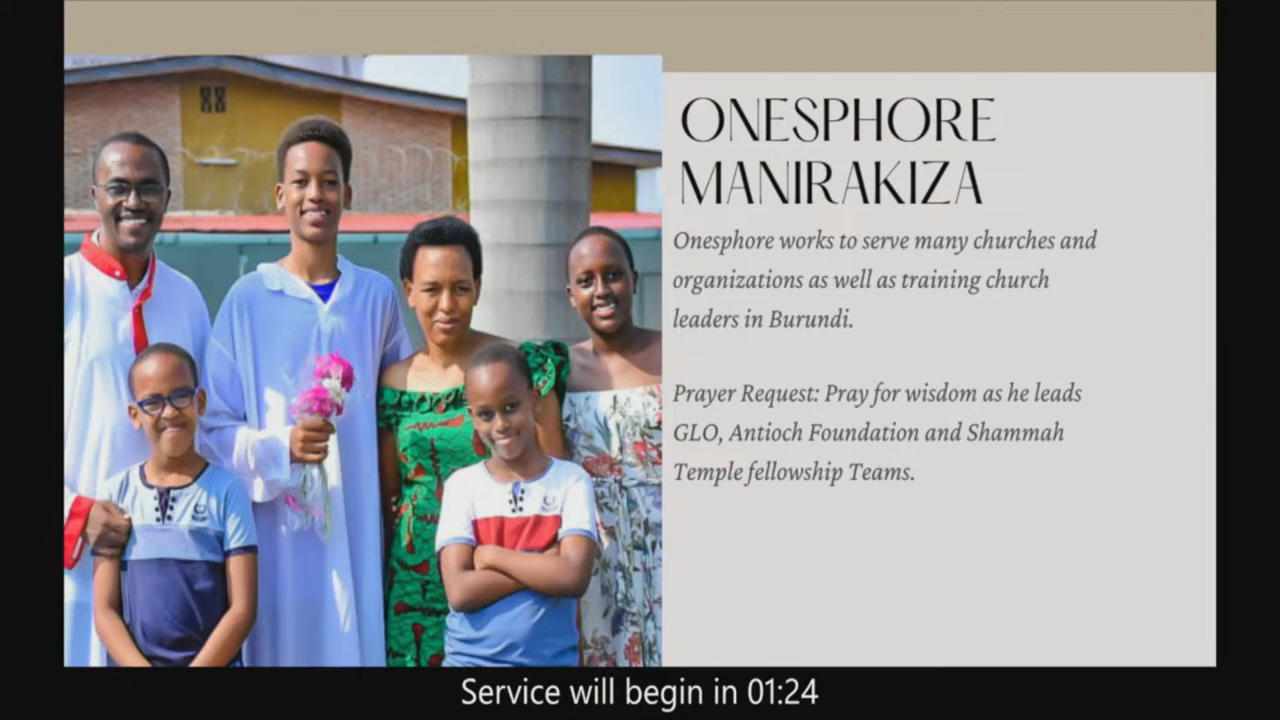 ONESPHORE
MANIRAKIZA
Onesphore works to serve many churches and
organizations as well as training church
leaders in Burundi.
Prayer Request: Pray for wisdom as he leads
GLO, Antioch Foundation and Shammah
Temple fellowship Teams.
Service will begin in 01:24